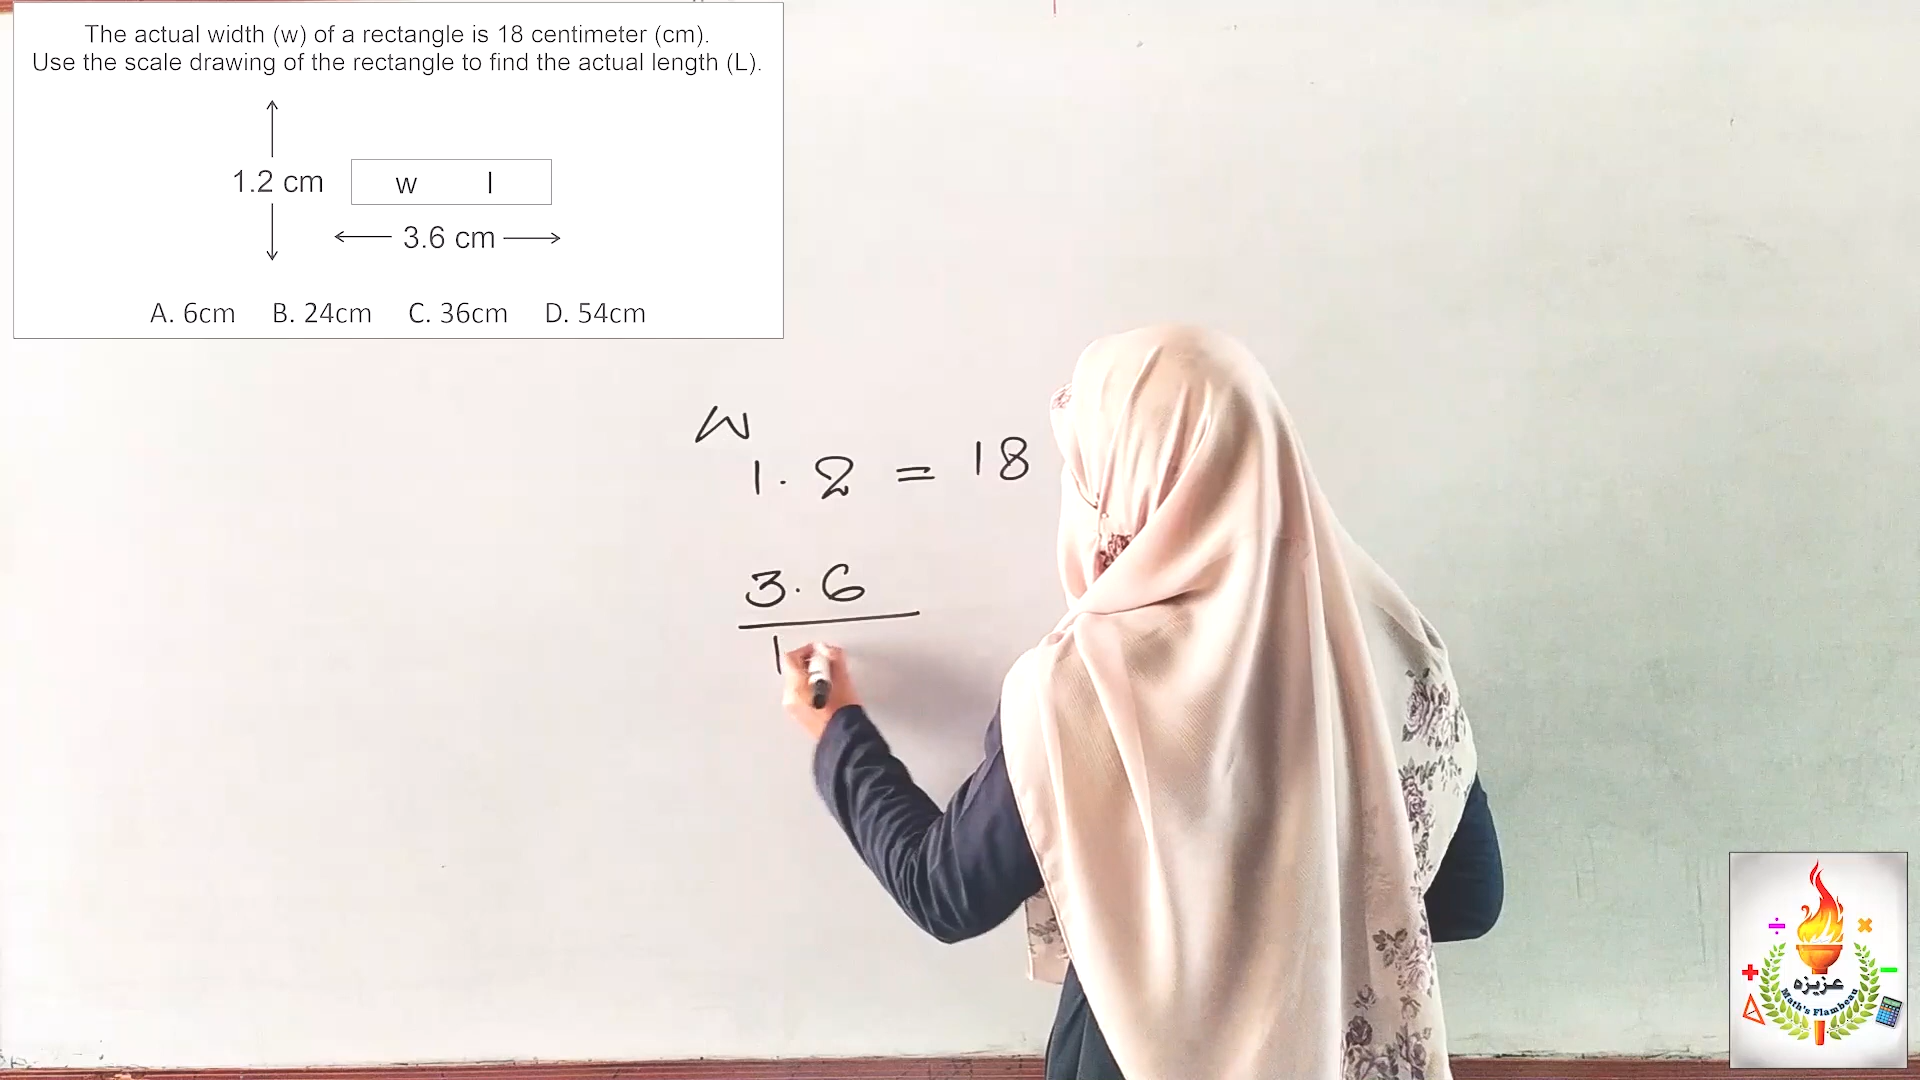 The actual width (w) of a rectangle is 18 centimeter (cm).
Use the scale drawing of the rectangle to find the actual length (L).
1.2 cm
w l
3.6 cm
A. 6cm B. 24cm C. 36cm D. 54cm
W
1.2 = 18
3.6
1
عزیزه
Math's Flambeau